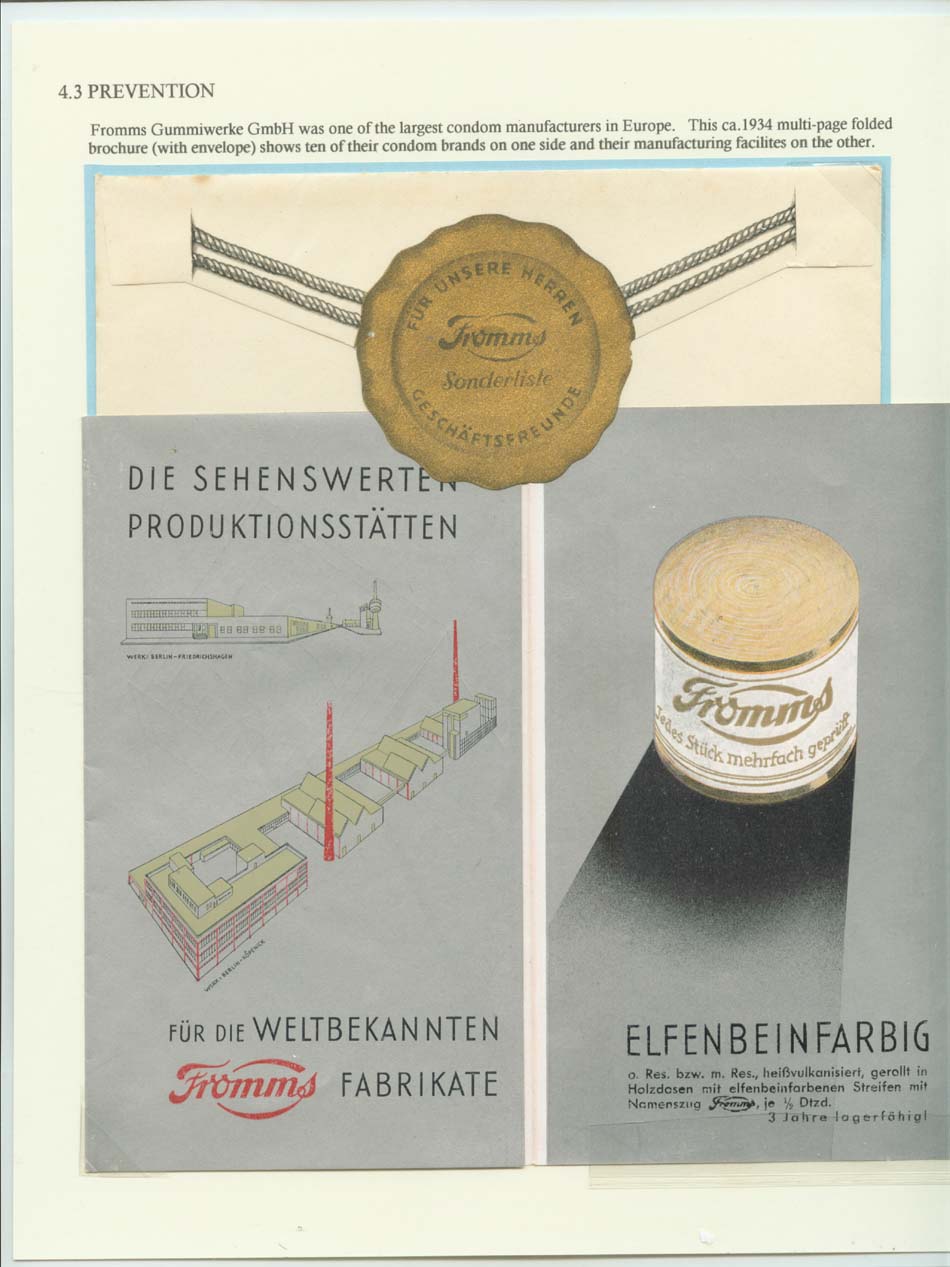 4.3 PREVENTION
Fromms Gummiwerke GmbH was one of the largest condom manufacturers in Europe. This ca.1934 multi-page folded
brochure (with envelope) shows ten of their condom brands on one side and their manufacturing facilites on the other.
FÜR UNSERE HERREN
Fromms
Sonderliste
GESCHÄFTSFREUNDE
DIE SEHENSWERTEN
PRODUKTIONSSTÄTTEN
WERK: BERLIN-FRIEDRICHSHAGEN
WERK: BERLIN-KÖPENICK
FÜR DIE WELTBEKANNTEN
Fromms FABRIKATE
Fromms
Jedes Stück mehrfach geprüft
ELFENBEINFARBIG
o. Res. bzw. m. Res., heißvulkanisiert, gerollt in
Holzdosen mit elfenbeinfarbenen Streifen mit
Namenszug Fromms, je ½ Dtzd.
3 Jahre lagerfähig!